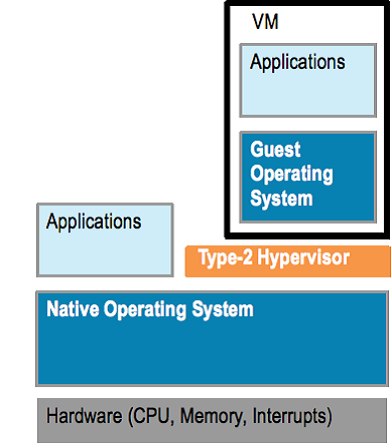 VM
Applications
Guest
Operating
System
Applications
Type-2 Hypervisor
Native Operating System
Hardware (CPU, Memory, Interrupts)